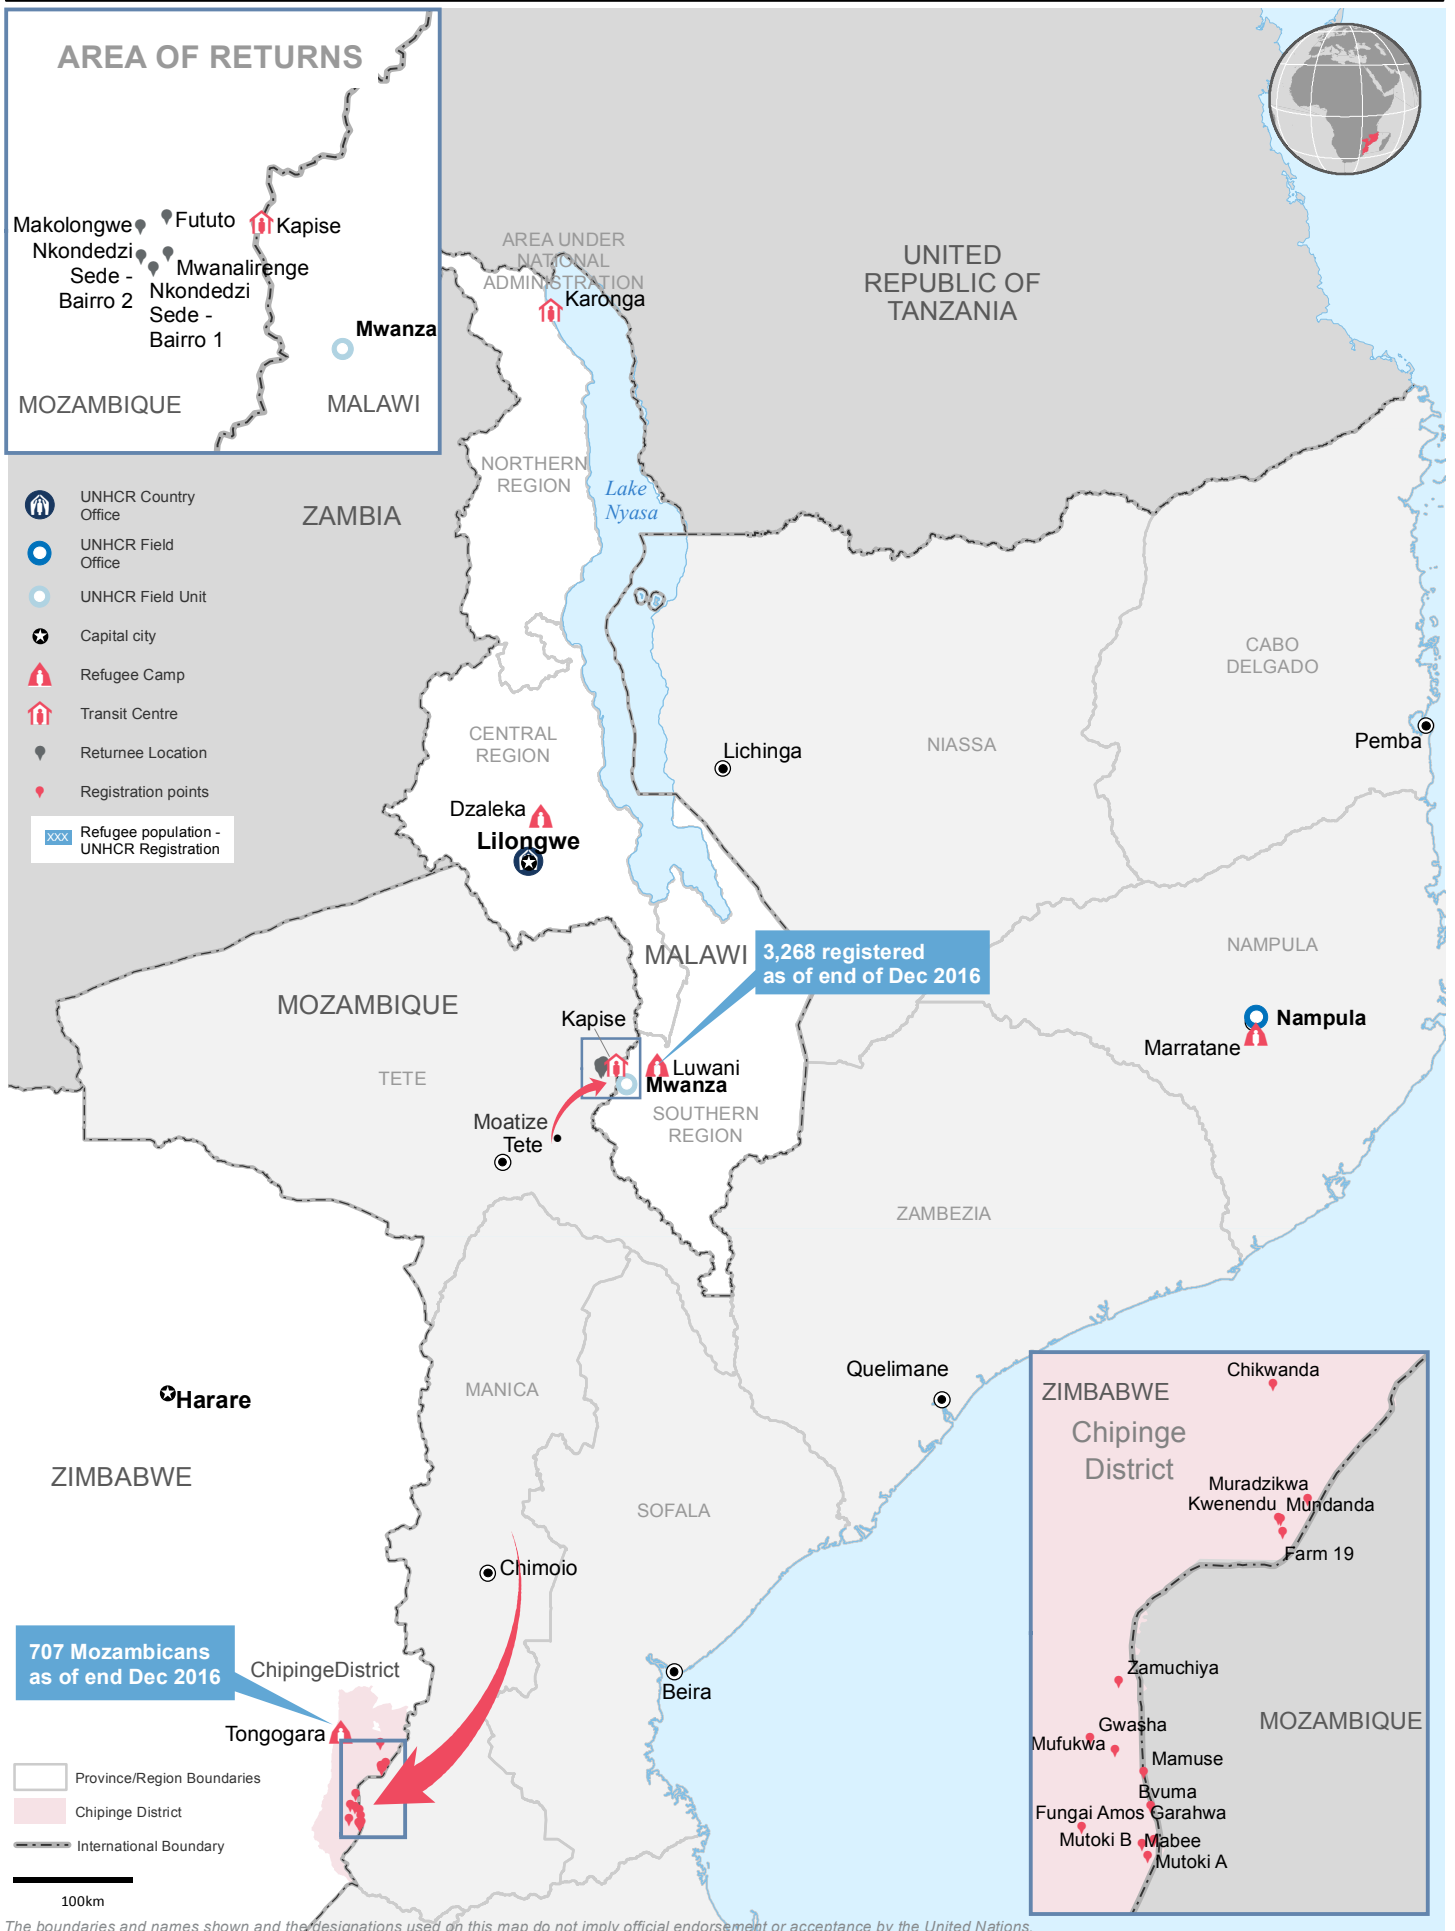 AREA OF RETURNS
Makolongwe
Fututo
Kapise
Nkondedzi
Sede -
Bairro 2
Mwanalirenge
Nkondedzi
Sede -
Bairro 1
Mwanza
MOZAMBIQUE
MALAWI
AREA UNDER
NATIONAL
ADMINISTRATION
Karonga
UNITED
REPUBLIC OF
TANZANIA
NORTHERN
REGION
Lake
Nyasa
ZAMBIA
UNHCR Country
Office
UNHCR Field
Office
UNHCR Field Unit
Capital city
Refugee Camp
Transit Centre
Returnee Location
Registration points
XXX
Refugee population -
UNHCR Registration
CABO
DELGADO
CENTRAL
REGION
Lichinga
NIASSA
Pemba
Dzaleka
Lilongwe
MALAWI
3,268 registered
as of end of Dec 2016
NAMPULA
MOZAMBIQUE
Kapise
Nampula
Marratane
TETE
Luwani
Mwanza
SOUTHERN
REGION
Moatize
Tete
ZAMBEZIA
Harare
MANICA
Quelimane
ZIMBABWE
SOFALA
Chimoio
707 Mozambicans
as of end Dec 2016
ChipingeDistrict
Beira
Tongogara
Province/Region Boundaries
Chipinge District
International Boundary
100km
Chikwanda
ZIMBABWE
Chipinge
District
Muradzikwa
Kwenendu
Mundanda
Farm 19
Zamuchiya
Gwasha
MOZAMBIQUE
Mufukwa
Mamuse
Bvuma
Fungai Amos
Garahwa
Mutoki B
Mabee
Mutoki A
The boundaries and names shown and the designations used on this map do not imply official endorsement or acceptance by the United Nations.